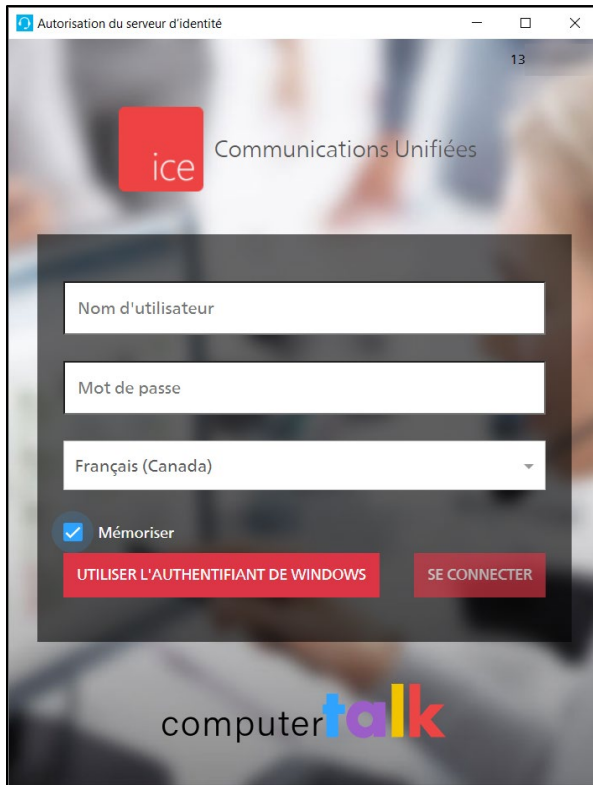 Autorisation du serveur d'identité
13
ice
Communications Unifiées
Nom d'utilisateur
Mot de passe
Français (Canada)
Mémoriser
UTILISER L'AUTHENTIFIANT DE WINDOWS
SE CONNECTER
computertalk